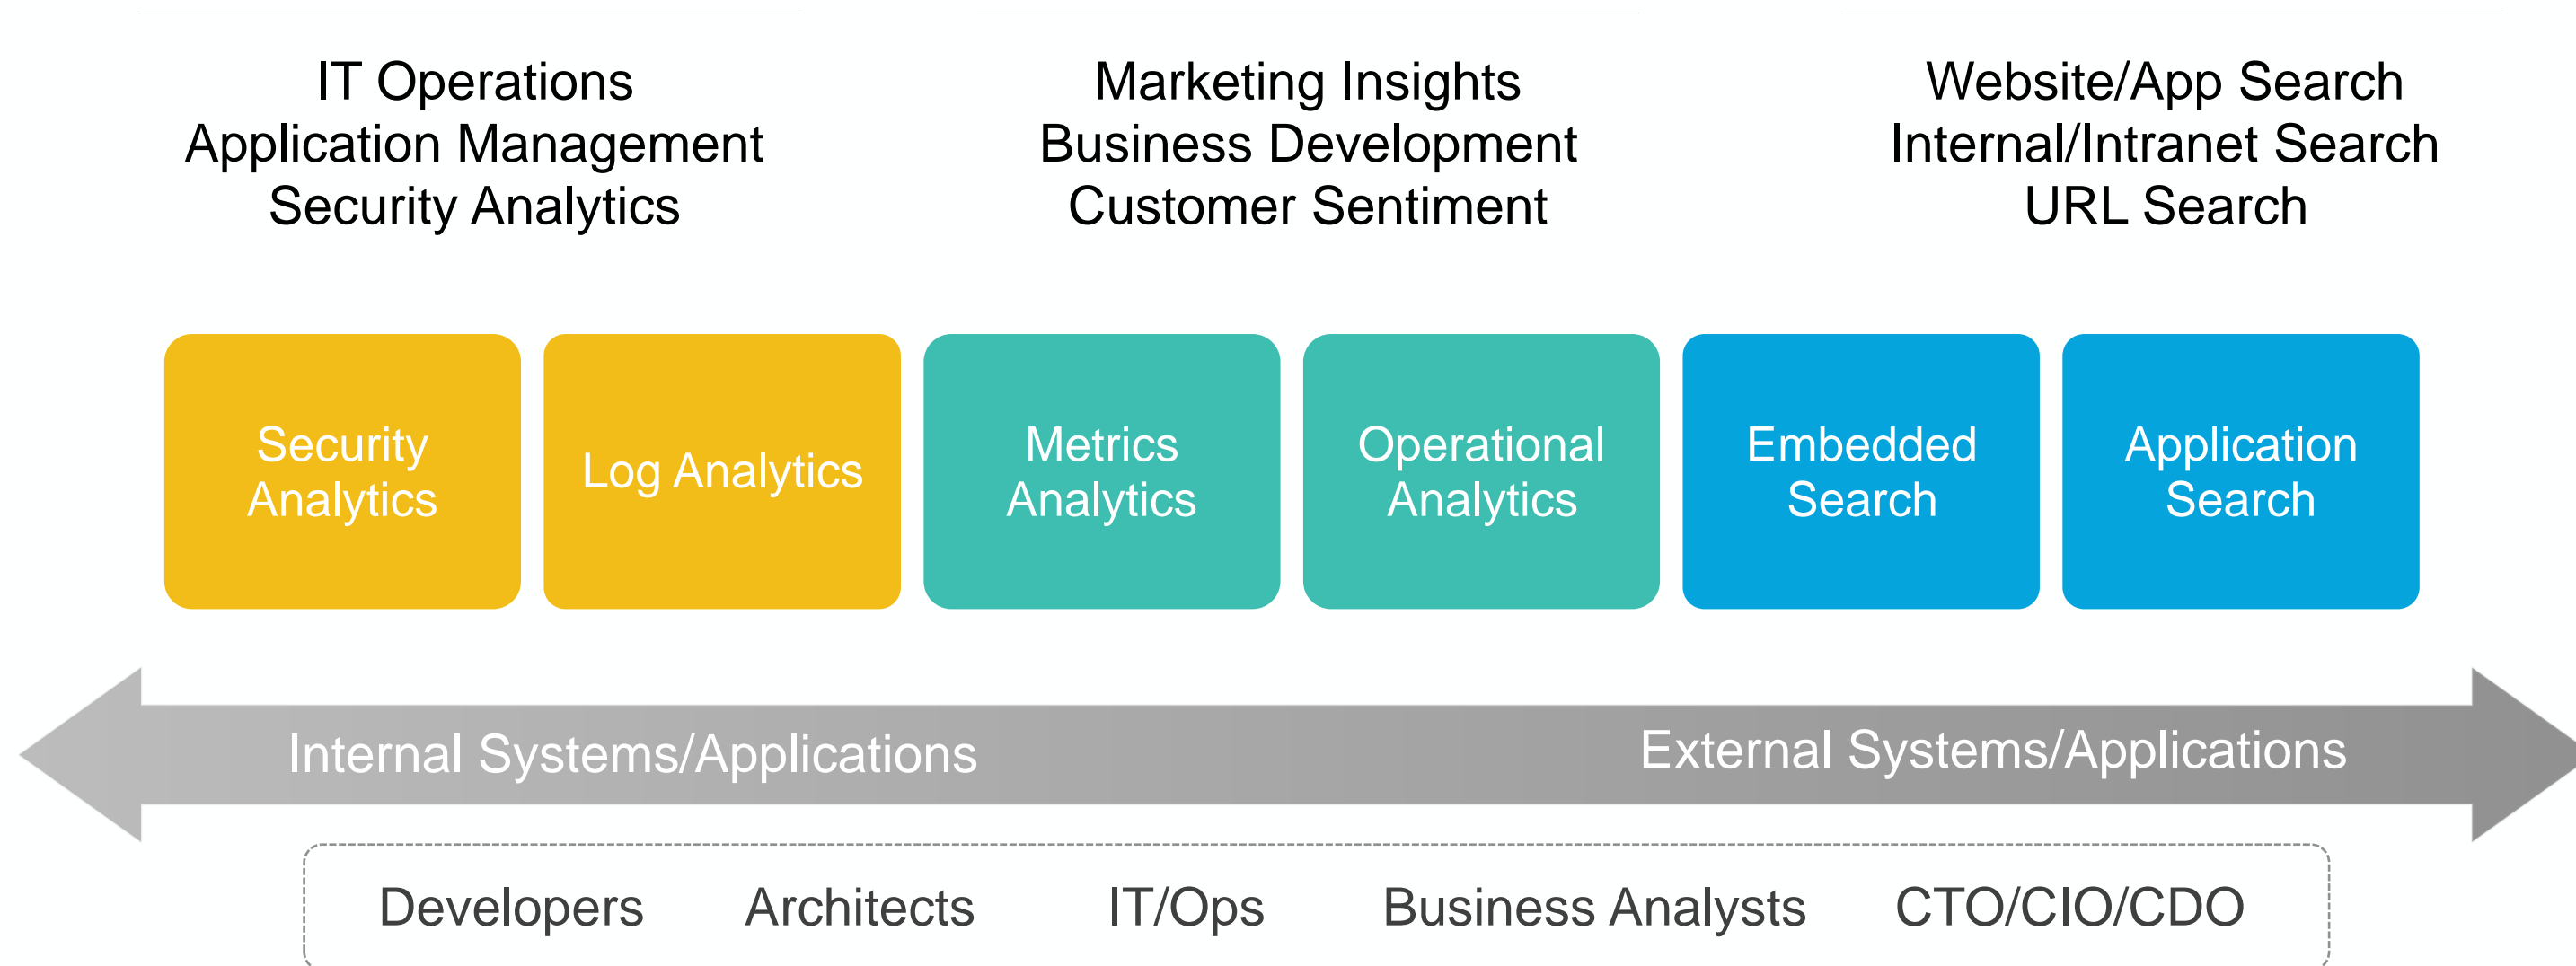 IT Operations
Application Management
Security Analytics
Marketing Insights
Business Development
Customer Sentiment
Website/App Search
Internal/Intranet Search
URL Search
Security
Analytics
Log Analytics
Metrics
Analytics
Operational
Analytics
Embedded
Search
Application
Search
Internal Systems/Applications
External Systems/Applications
Developers
Architects
IT/Ops
Business Analysts
CTO/CIO/CDO